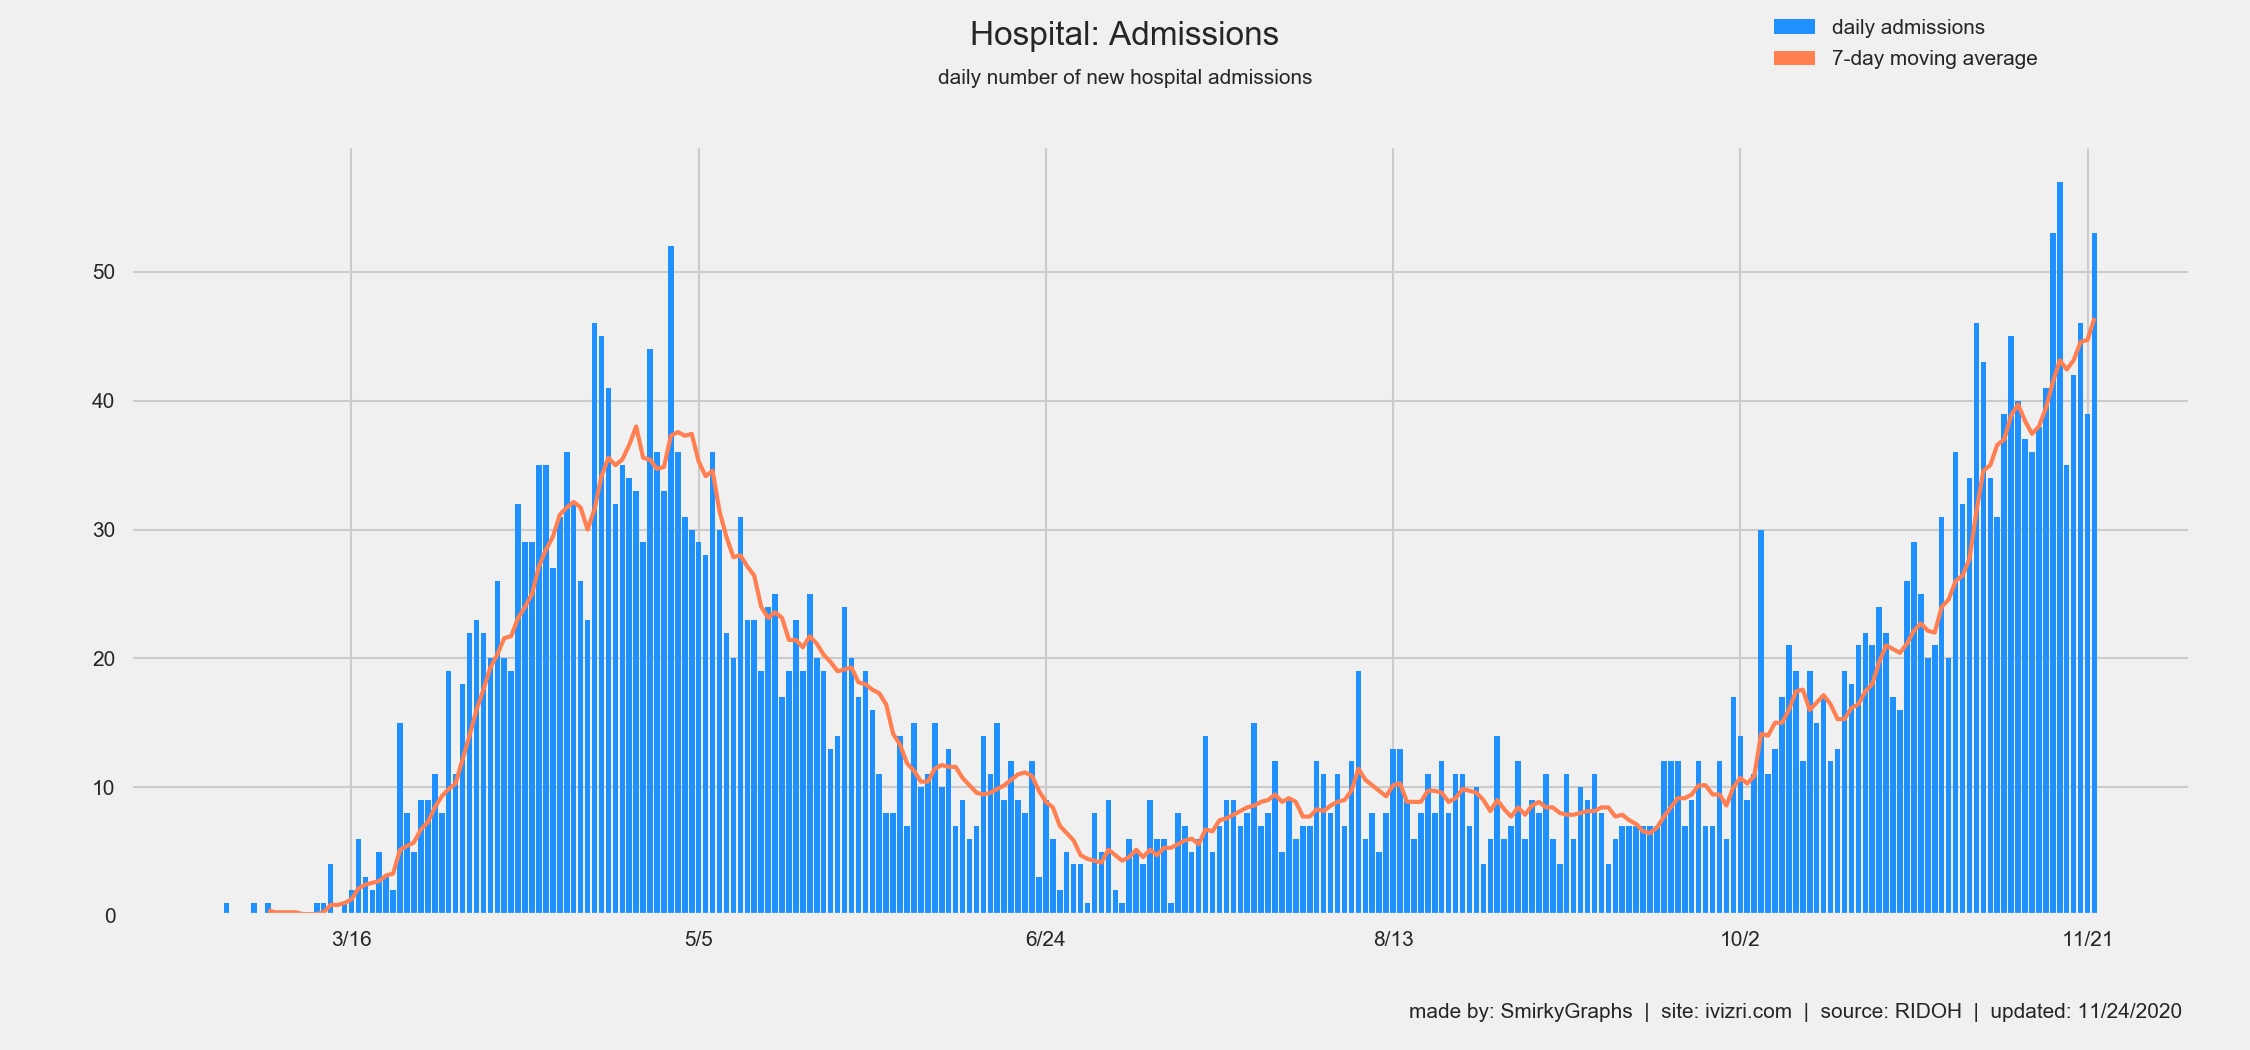 Hospital: Admissions
daily number of new hospital admissions
daily admissions
7-day moving average
50
40
30
20
10
0
3/16 5/5 6/24 8/13 10/2 11/21
made by: SmirkyGraphs | site: ivizri.com | source: RIDOH | updated: 11/24/2020